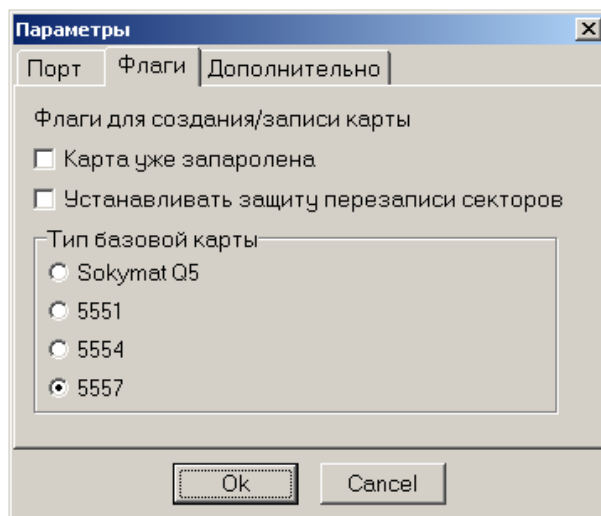 Параметры
Порт Флаги Дополнительно
Флаги для создания/записи карты
Карта уже запаролена
Устанавливать защиту перезаписи секторов
Тип базовой карты
Sokymat Q5
5551
5554
5557
Ok Cancel